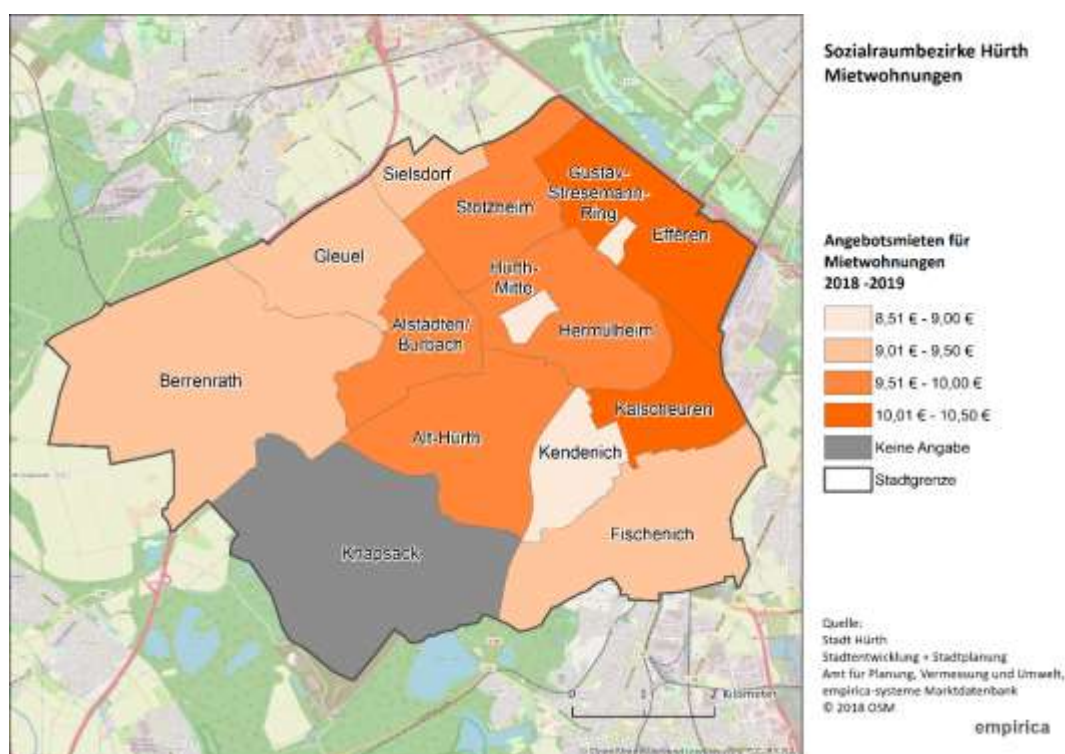 Sozialraumbezirke Hürth
Mietwohnungen
Sielsdorf
Gustav-
Stresemann-
Ring
Stotzheim
Efferen
Gleuel
Hürth-
Mitte
Alstädten/
Burbach
Hermülheim
Berrenrath
Kalscheuren
Alt-Hürth
Kendenich
Fischenich
Knapsack
Angebotsmieten für
Mietwohnungen
2018 -2019
8,51 € - 9,00 €
9,01 € - 9,50 €
9,51 € - 10,00 €
10,01 € - 10,50 €
Keine Angabe
Stadtgrenze
0 1 2 Kilometer
Quelle:
Stadt Hürth
Stadtentwicklung + Stadtplanung
Amt für Planung, Vermessung und Umwelt,
empirica-systeme Marktdatenbank
© 2018 OSM
empirica